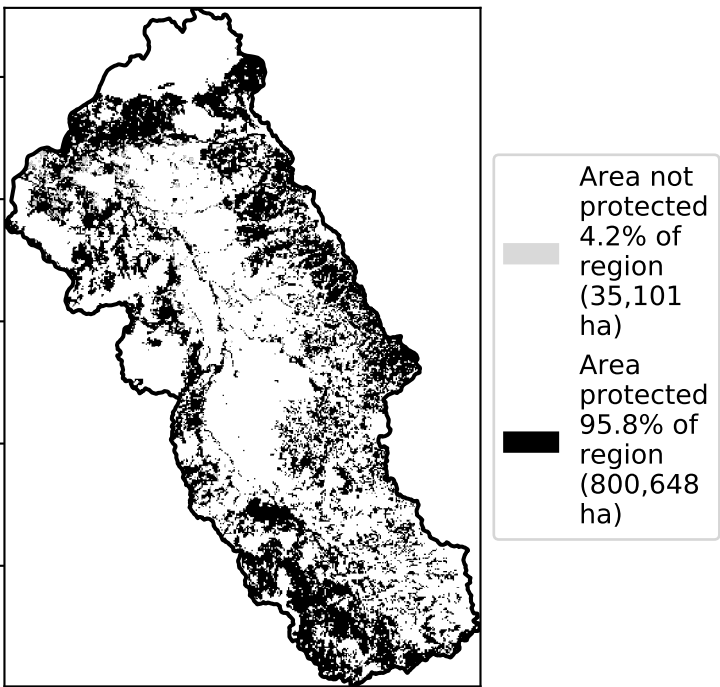 Area not
protected
4.2% of
region
(35,101
ha)
Area
protected
95.8% of
region
(800,648
ha)